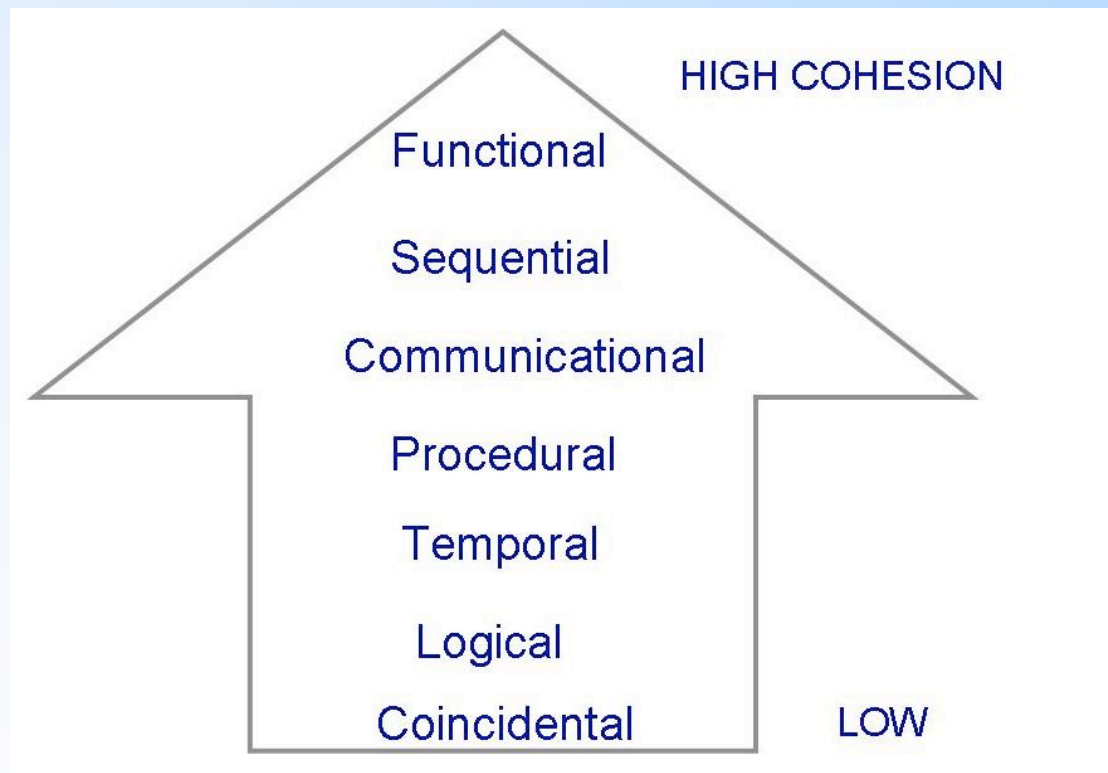 HIGH COHESION
Functional
Sequential
Communicational
Procedural
Temporal
Logical
Coincidental
LOW